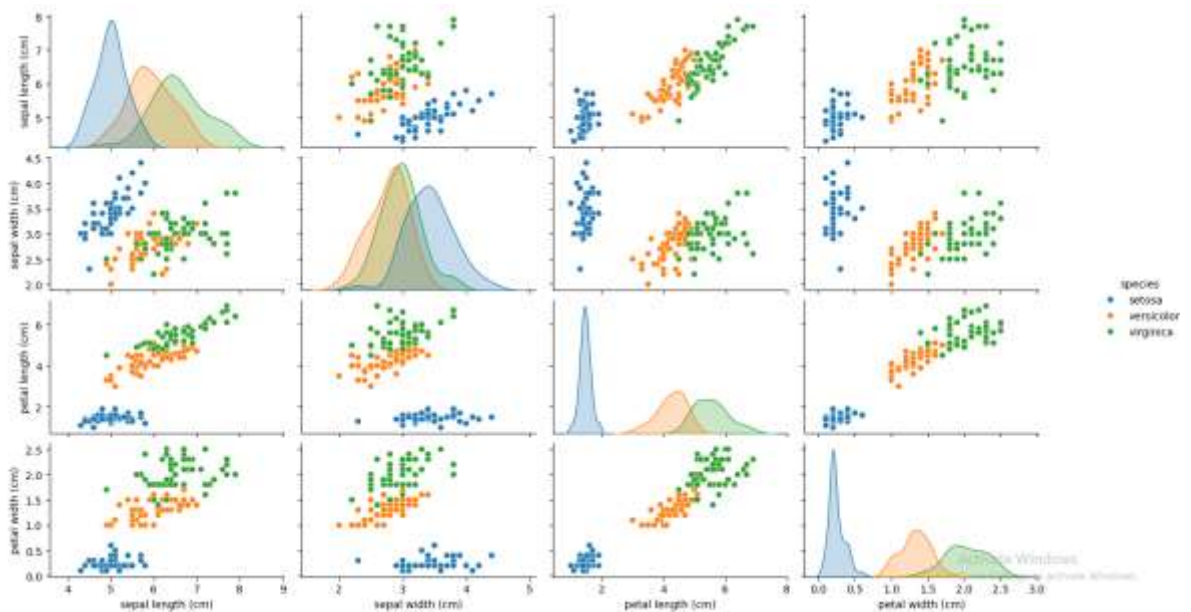 sepal length (cm)
8
7
6
5
sepal width (cm)
4.5
4.0
3.5
3.0
2.5
2.0
petal length (cm)
6
4
2
petal width (cm)
2.5
2.0
1.5
1.0
0.5
0.0
4 5 6 7 8 9
sepal length (cm)
2 3 4 5
sepal width (cm)
2 4 6 8
petal length (cm)
0.0 0.5 1.0 1.5 2.0 2.5 3.0
petal width (cm)
species
setosa
versicolor
virginica
Activate Windows
activate Windows.